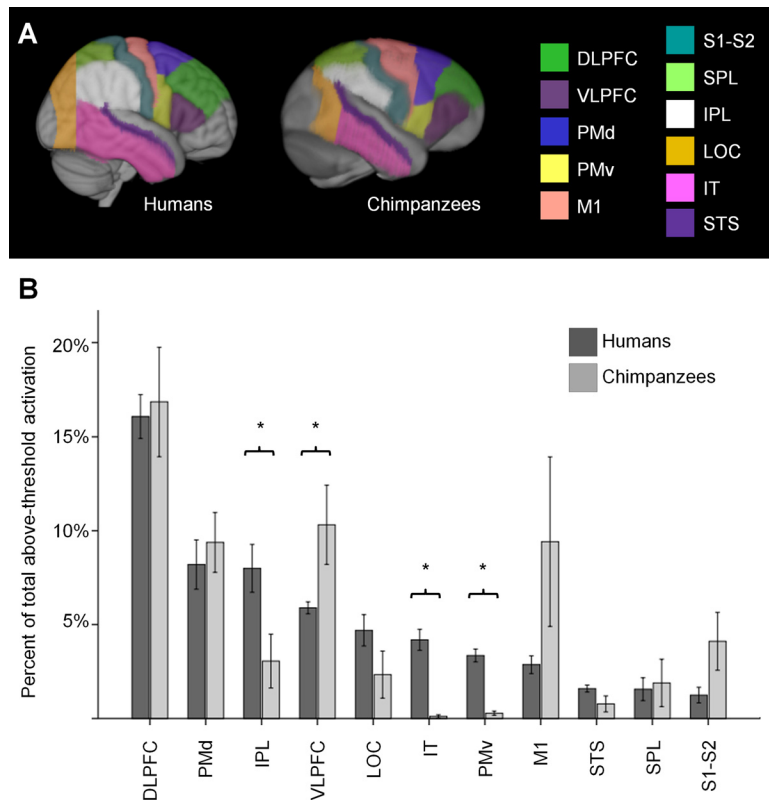 A
Humans
Chimpanzees
DLPFC
VLPFC
PMd
PMv
M1
S1-S2
SPL
IPL
LOC
IT
STS
B
Percent of total above-threshold activation
20%
15%
10%
5%
Humans
Chimpanzees
*
*
*
*
DLPFC
PMd
IPL
VLPFC
LOC
IT
PMv
M1
STS
SPL
S1-S2